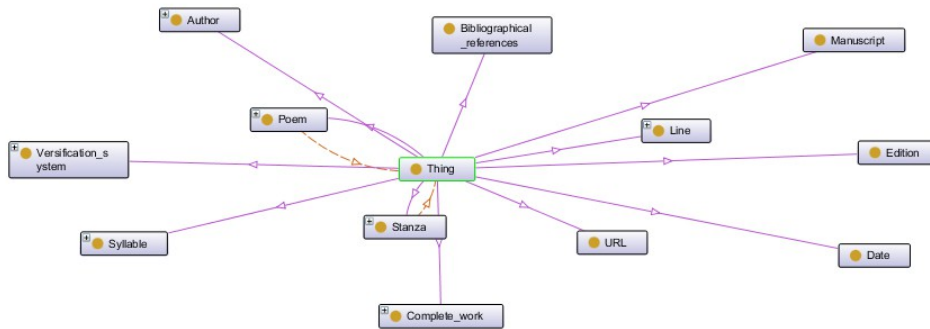 Author
Bibliographical
_references
Manuscript
Poem
Line
Versification_s
ystem
Thing
Edition
Stanza
Syllable
URL
Date
Complete_work